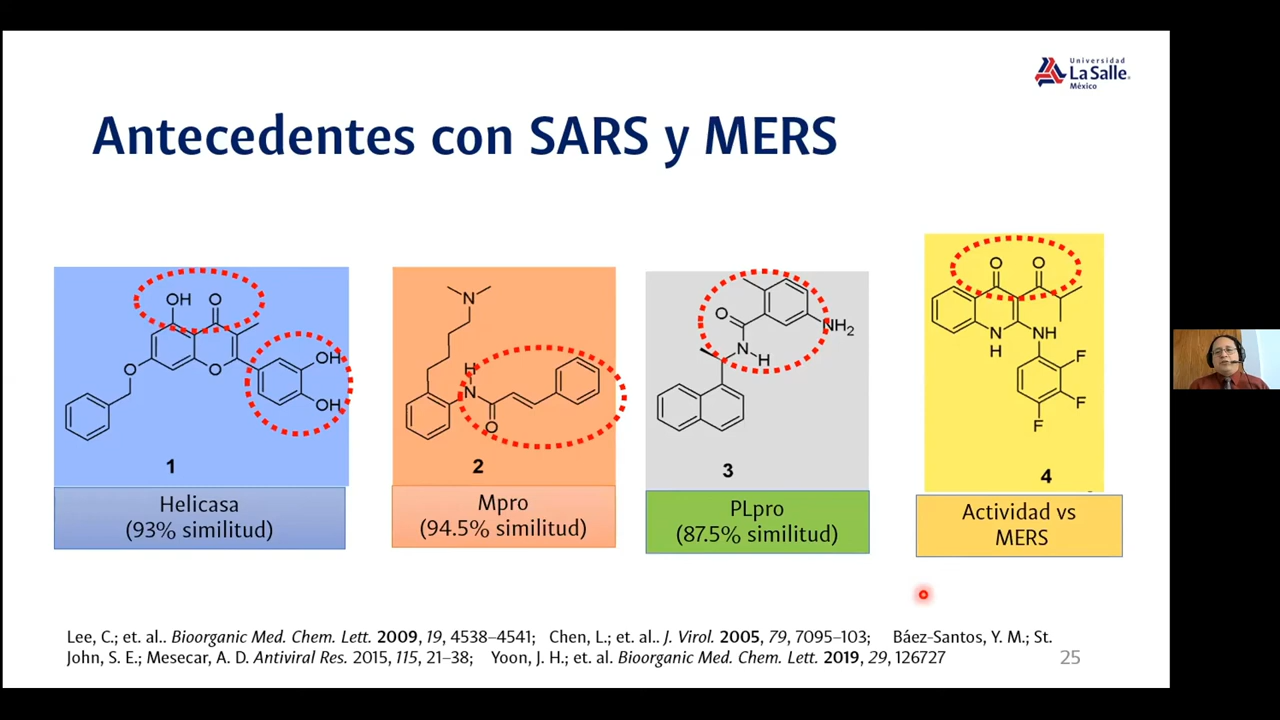 Universidad
La Salle®
México
Antecedentes con SARS y MERS
OH
O
O
O
OH
OH
1
Helicasa
(93% similitud)
N
H
N
O
2
Mpro
(94.5% similitud)
O
NH2
N
H
3
PLpro
(87.5% similitud)
O
O
N
H
NH
F
F
F
4
Actividad vs
MERS
Lee, C.; et. al.. Bioorganic Med. Chem. Lett. 2009, 19, 4538–4541; Chen, L.; et. al.. J. Virol. 2005, 79, 7095–103; Báez-Santos, Y. M.; St.
John, S. E.; Mesecar, A. D. Antiviral Res. 2015, 115, 21–38; Yoon, J. H.; et. al. Bioorganic Med. Chem. Lett. 2019, 29, 126727
25